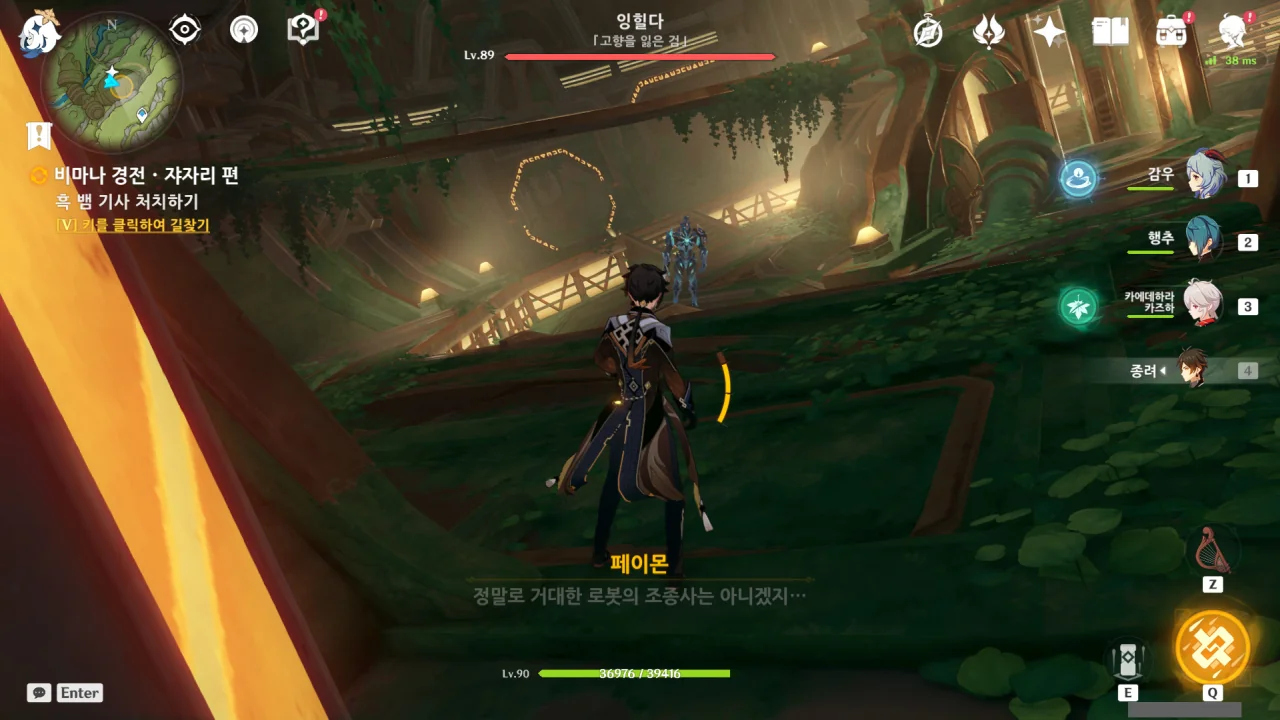 잉힐다
「고향을 잃은 검」
Lv.89
N
38 ms
비마나 경전 · 쟈자리 편
흑 뱀 기사 처치하기
[V] 키를 클릭하여 길찾기
감우
1
행추
2
카에데하라
카즈하
3
종려
4
페이몬
정말로 거대한 로봇의 조종사는 아니겠지…
Z
Lv.90
36976 / 39416
E
Q
Enter